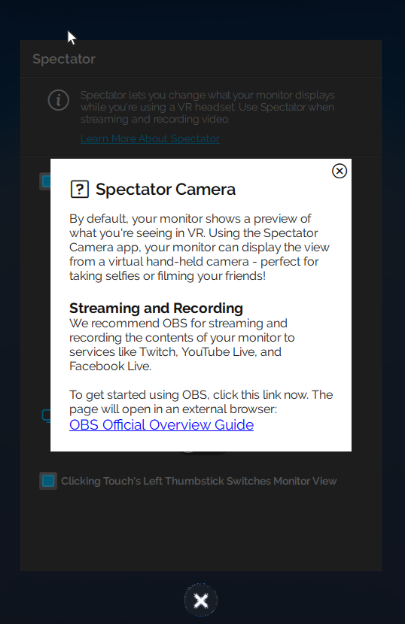 Spectator
Spectator lets you change what your monitor displays
while you're using a VR headset. Use Spectator when
streaming and recording video.
Learn More About Spectator
Spectator Camera
By default, your monitor shows a preview of
what you're seeing in VR. Using the Spectator
Camera app, your monitor can display the view
from a virtual hand-held camera - perfect for
taking selfies or filming your friends!
Streaming and Recording
We recommend OBS for streaming and
recording the contents of your monitor to
services like Twitch, YouTube Live, and
Facebook Live.
To get started using OBS, click this link now. The
page will open in an external browser:
OBS Official Overview Guide
Clicking Touch's Left Thumbstick Switches Monitor View